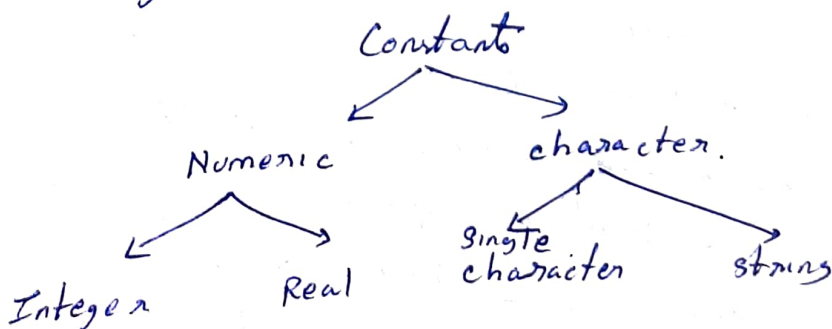 Constants
Numeric character.
Integer Real single character string